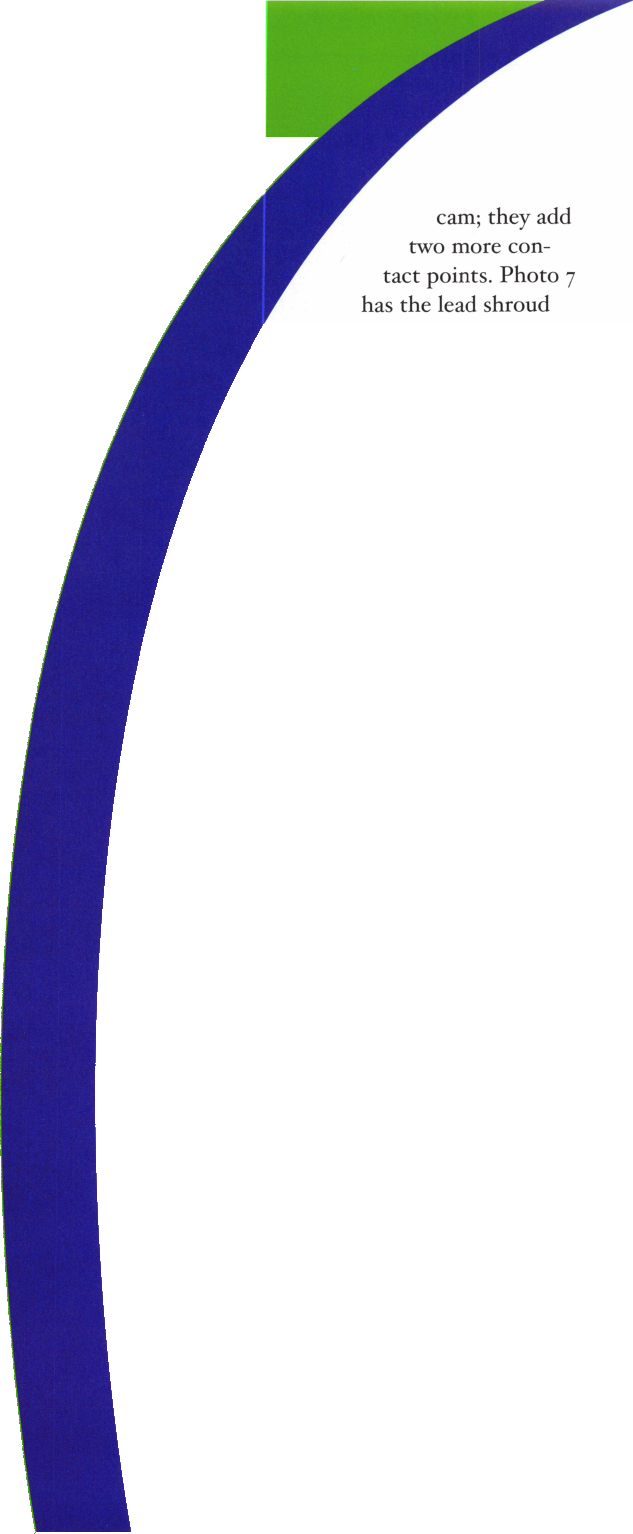 cam; they add
two more con-
tact points. Photo 7
has the lead shroud